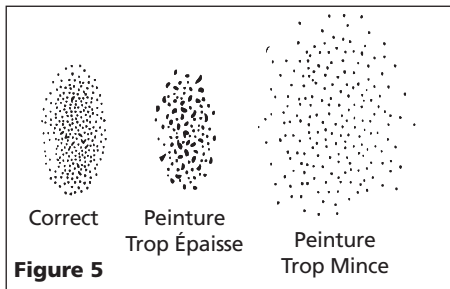 Correct
Peinture
Trop Épaisse
Peinture
Trop Mince
Figure 5